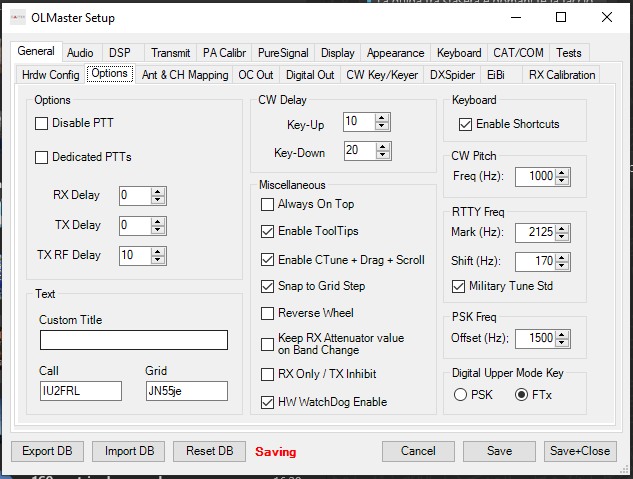 OLMaster Setup
General Audio DSP Transmit PA Calibr PureSignal Display Appearance Keyboard CAT/COM Tests
Hrdw Config Options Ant & CH Mapping OC Out Digital Out CW Key/Keyer DXSpider EiBi RX Calibration
Options
Disable PTT
Dedicated PTTs
RX Delay 0
TX Delay 0
TX RF Delay 10
Text
Custom Title
Call Grid
IU2FRL JN55je
CW Delay
Key-Up 10
Key-Down 20
Miscellaneous
Always On Top
Enable ToolTips
Enable CTune + Drag + Scroll
Snap to Grid Step
Reverse Wheel
Keep RX Attenuator value
on Band Change
RX Only / TX Inhibit
HW WatchDog Enable
Keyboard
Enable Shortcuts
CW Pitch
Freq (Hz): 1000
RTTY Freq
Mark (Hz): 2125
Shift (Hz): 170
Military Tune Std
PSK Freq
Offset (Hz): 1500
Digital Upper Mode Key
PSK FTx
Export DB Import DB Reset DB Saving Cancel Save Save+Close